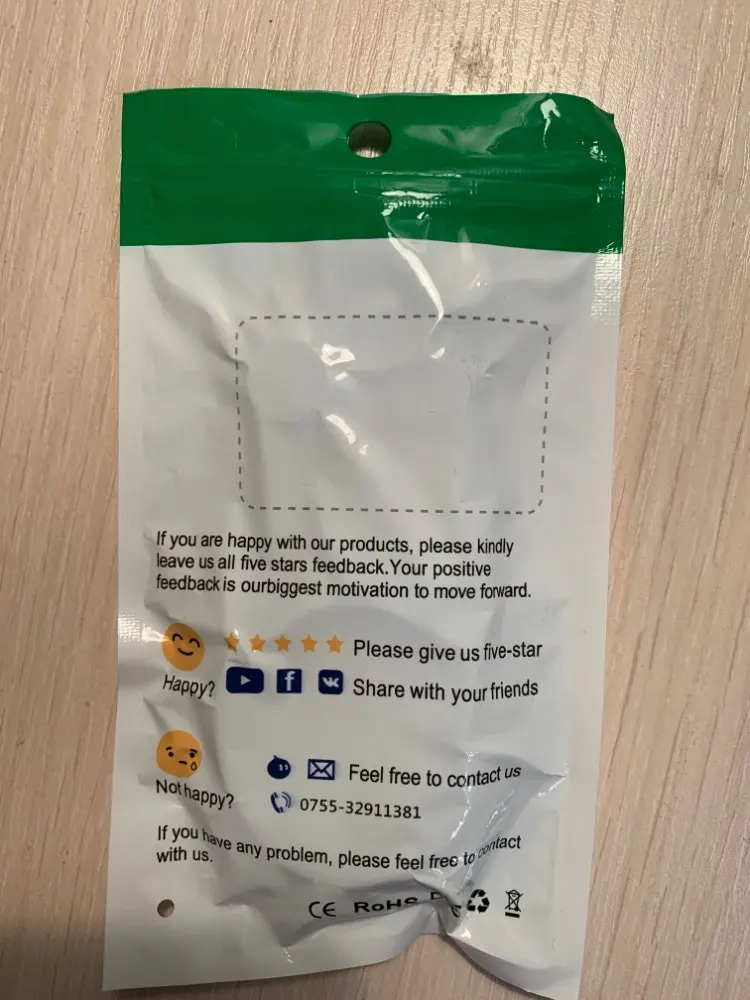 If you are happy with our products, please kindly
leave us all five stars feedback.Your positive
feedback is ourbiggest motivation to move forward.
Please give us five-star
Happy?
Share with your friends
Feel free to contact us
Not happy?
0755-32911381
If you have any problem, please feel free to contact
with us.
CE RoHS